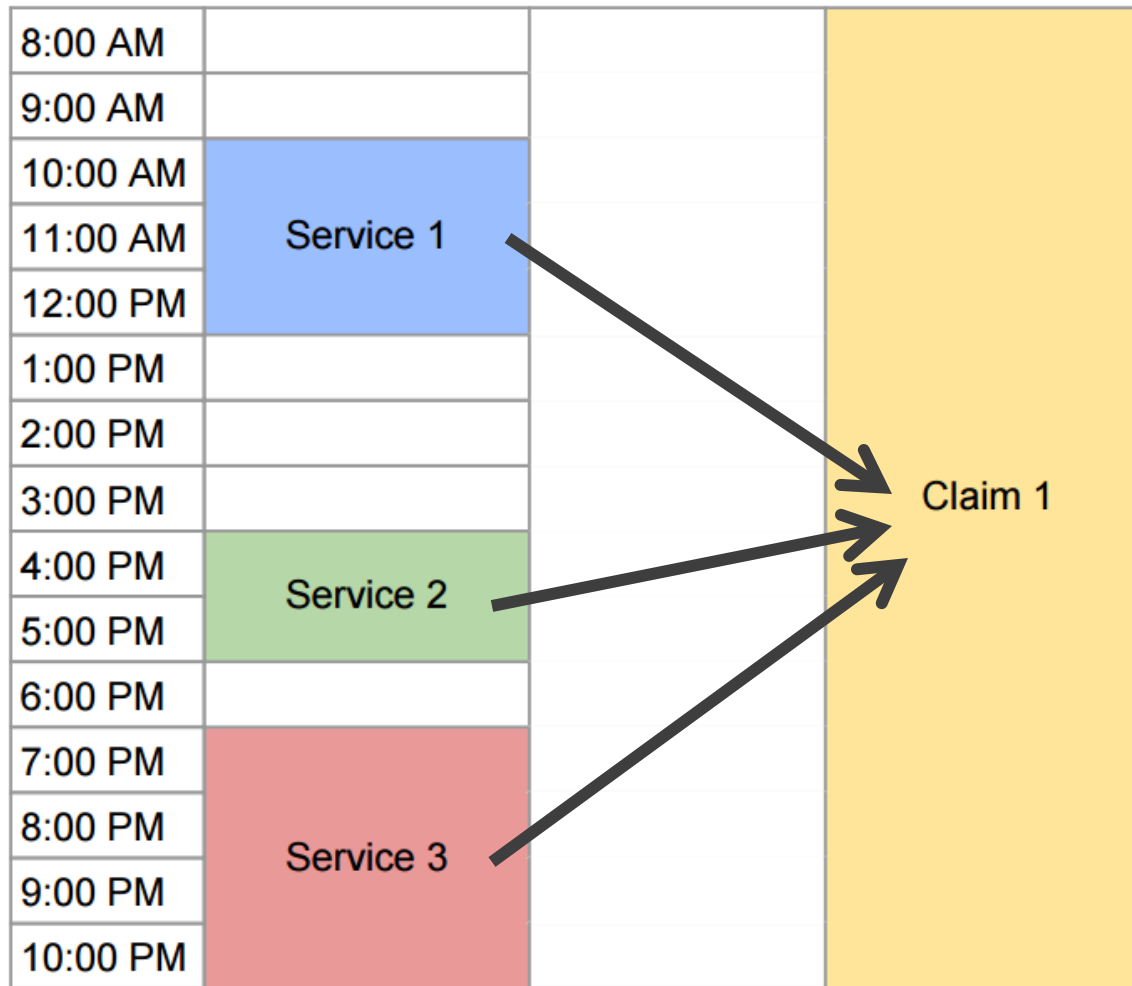 8:00 AM
9:00 AM
10:00 AM
11:00 AM
Service 1
12:00 PM
1:00 PM
2:00 PM
3:00 PM
Claim 1
4:00 PM
Service 2
5:00 PM
6:00 PM
7:00 PM
8:00 PM
Service 3
9:00 PM
10:00 PM